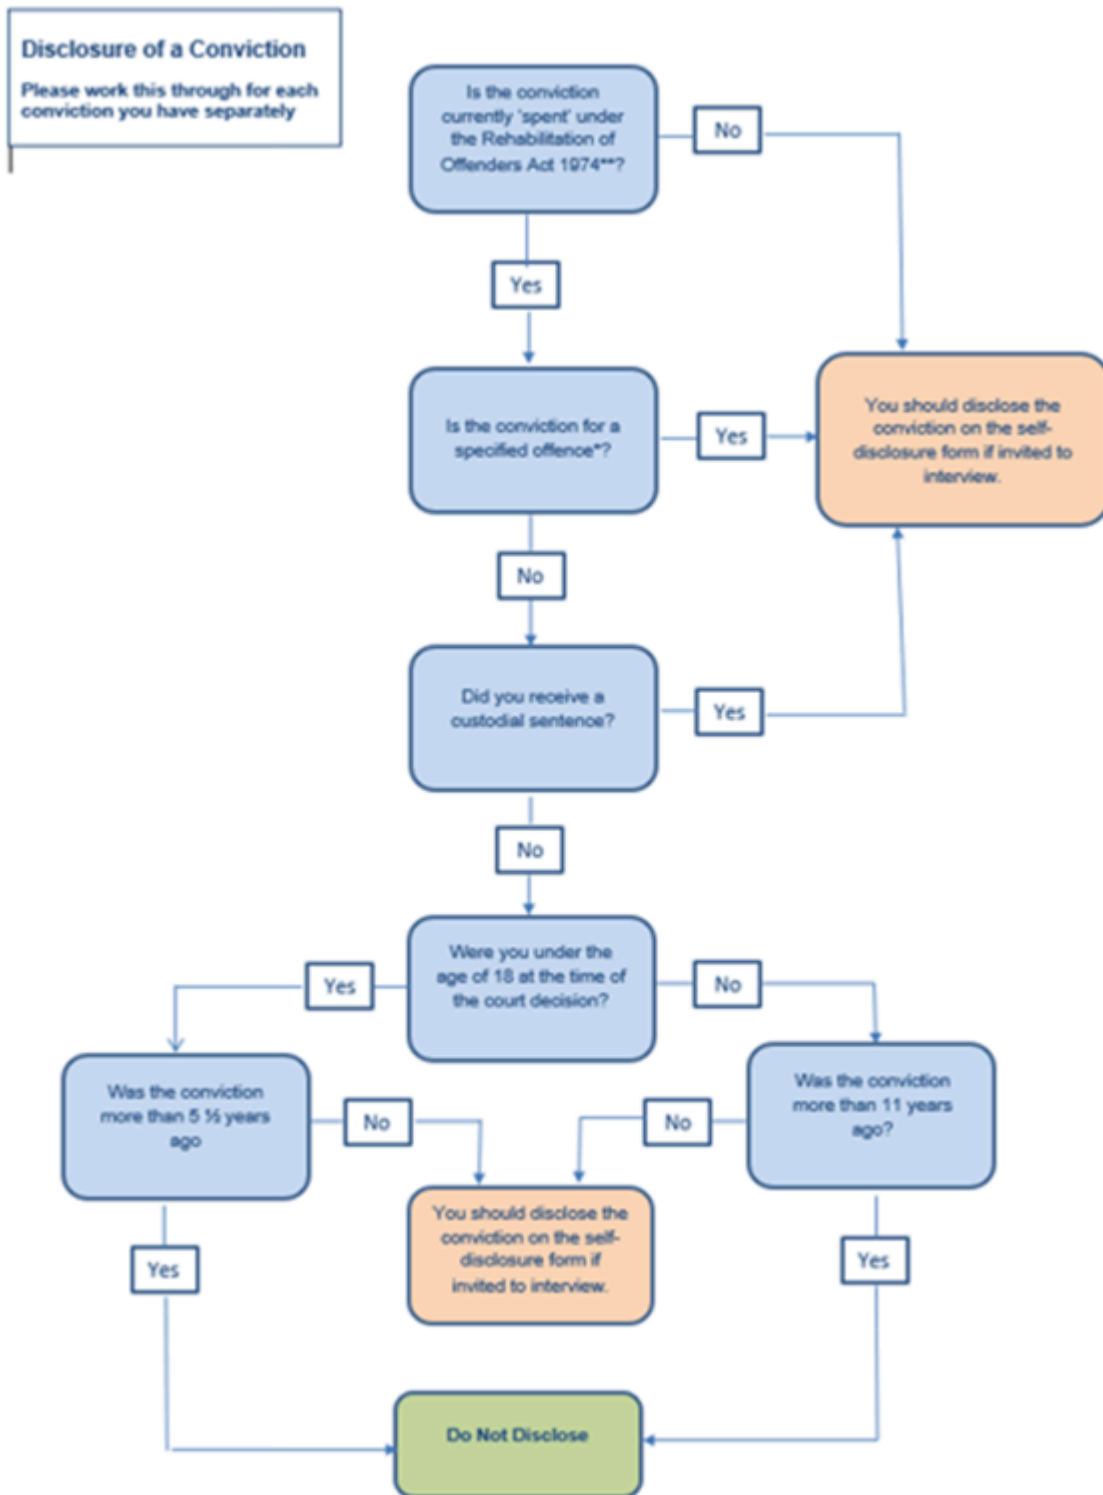 Disclosure of a Conviction
Please work this through for each
conviction you have separately
Is the conviction
currently 'spent' under
the Rehabilitation of
Offenders Act 1974**?
No
Yes
Is the conviction for a
specified offence*?
Yes
You should disclose the
conviction on the self-
disclosure form if invited to
interview.
No
Did you receive a
custodial sentence?
Yes
No
Were you under the
age of 18 at the time of
the court decision?
Yes
No
Was the conviction
more than 5 ½ years
ago
No
No
Was the conviction
more than 11 years
ago?
You should disclose the
conviction on the self-
disclosure form if
invited to interview.
Yes
Yes
Do Not Disclose